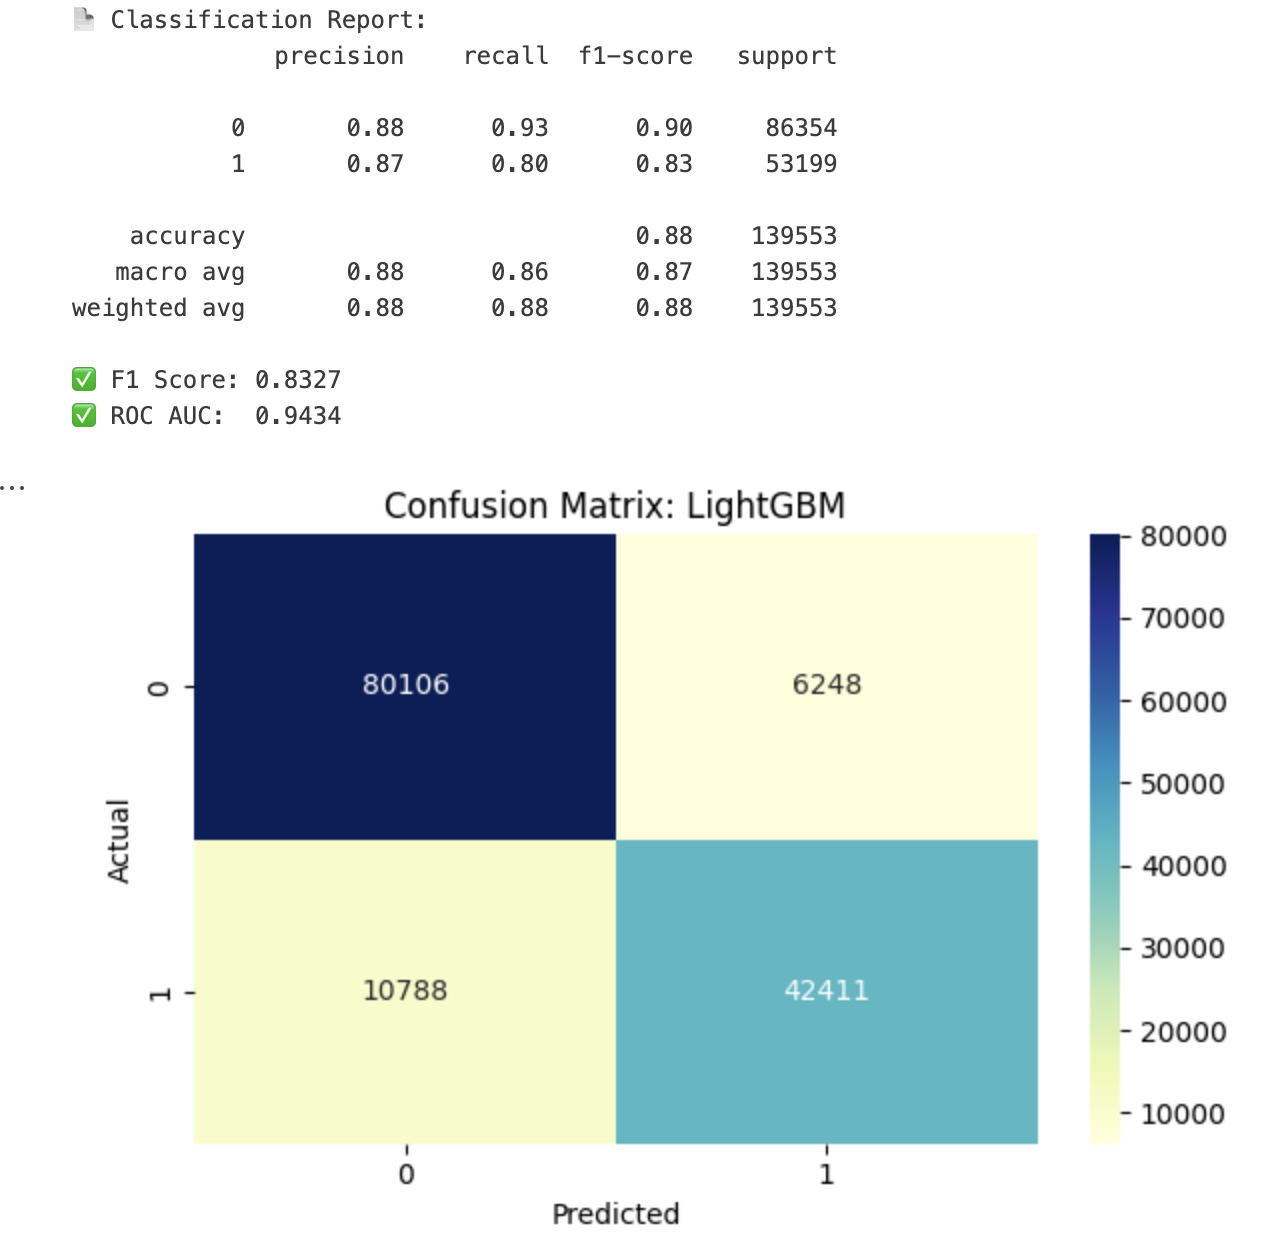 📄 Classification Report:
precision recall f1-score support
0 0.88 0.93 0.90 86354
1 0.87 0.80 0.83 53199
accuracy 0.88 139553
macro avg 0.88 0.86 0.87 139553
weighted avg 0.88 0.88 0.88 139553
✅ F1 Score: 0.8327
✅ ROC AUC: 0.9434
...
Confusion Matrix: LightGBM
80000
70000
60000
50000
40000
30000
20000
10000
Actual
0
80106 6248
1
10788 42411
0 1
Predicted